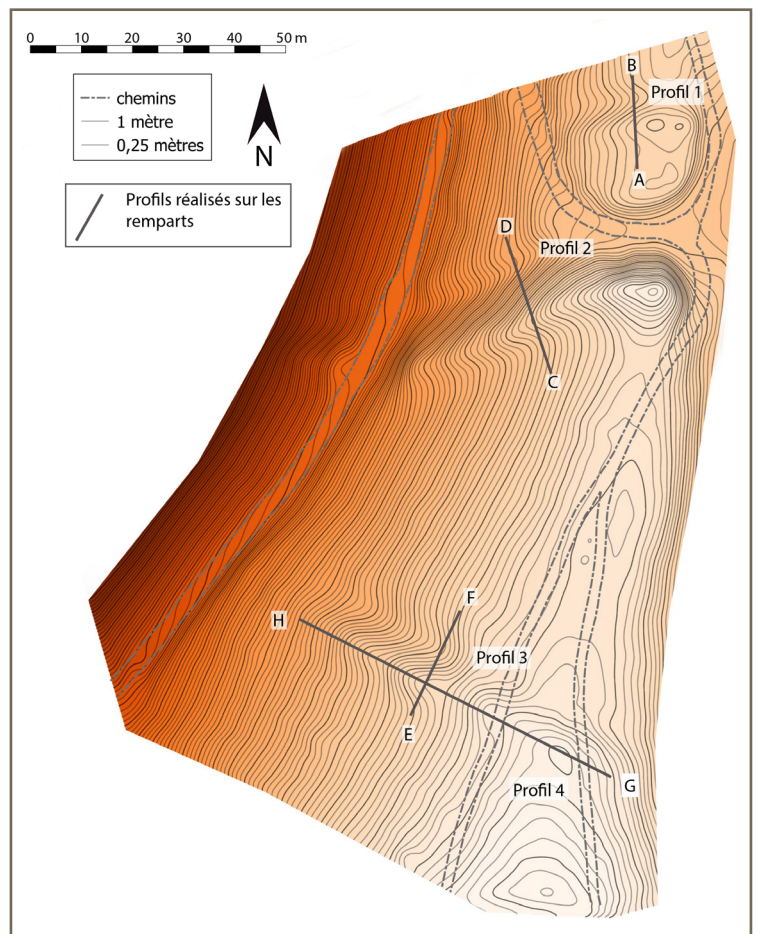 0 10 20 30 40 50 m
chemins
1 mètre
0,25 mètres
N
Profils réalisés sur les
remparts
B
Profil 1
A
D
Profil 2
C
F
H
Profil 3
E
G
Profil 4